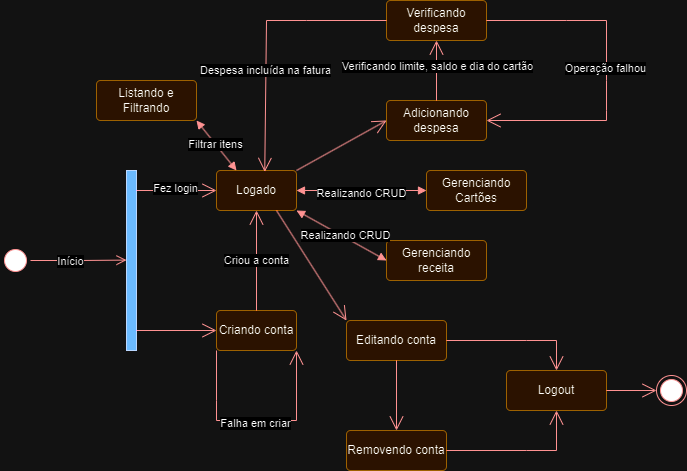 Verificando
despesa
Despesa incluída na fatura
Verificando limite, saldo e dia do cartão
Operação falhou
Listando e
Filtrando
Adicionando
despesa
Filtrar itens
Fez login
Logado
Realizando CRUD
Gerenciando
Cartões
Realizando CRUD
Gerenciando
receita
Início
Criou a conta
Criando conta
Editando conta
Falha em criar
Logout
Removendo conta